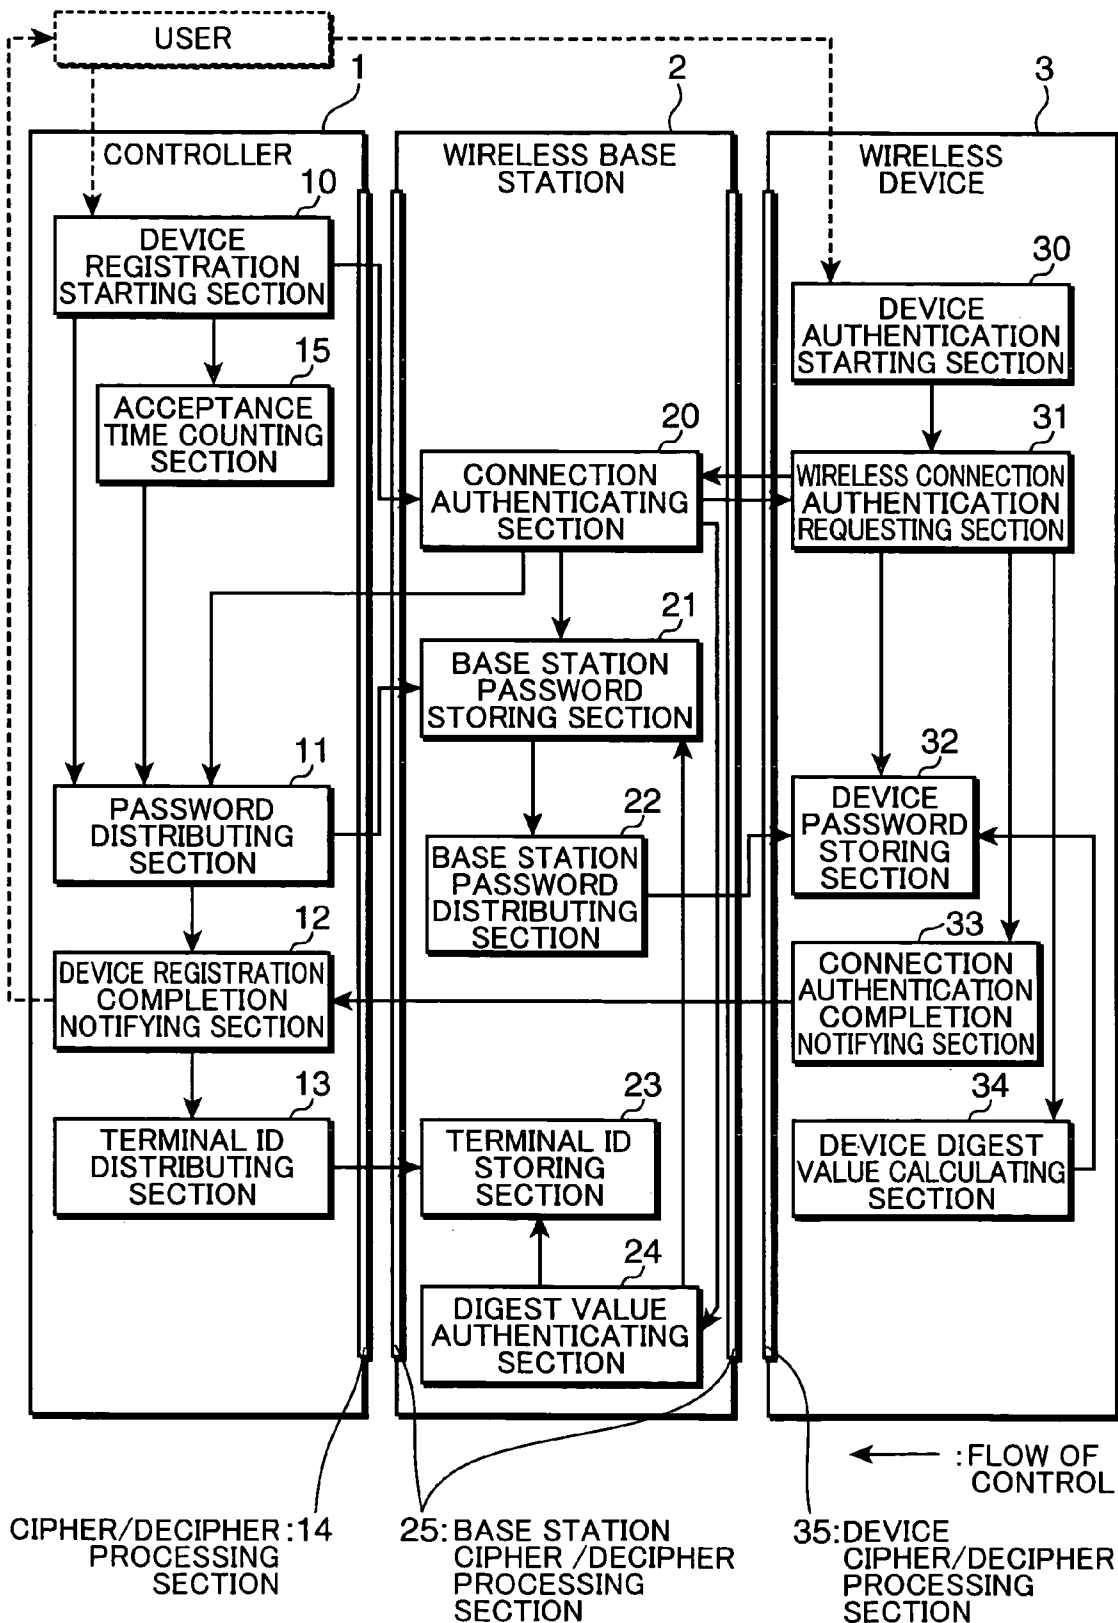 USER
1
CONTROLLER
10
DEVICE
REGISTRATION
STARTING SECTION
15
ACCEPTANCE
TIME COUNTING
SECTION
11
PASSWORD
DISTRIBUTING
SECTION
12
DEVICE REGISTRATION
COMPLETION
NOTIFYING SECTION
13
TERMINAL ID
DISTRIBUTING
SECTION
2
WIRELESS BASE
STATION
20
CONNECTION
AUTHENTICATING
SECTION
21
BASE STATION
PASSWORD
STORING SECTION
22
BASE STATION
PASSWORD
DISTRIBUTING
SECTION
23
TERMINAL ID
STORING
SECTION
24
DIGEST VALUE
AUTHENTICATING
SECTION
3
WIRELESS
DEVICE
30
DEVICE
AUTHENTICATION
STARTING SECTION
31
WIRELESS CONNECTION
AUTHENTICATION
REQUESTING SECTION
32
DEVICE
PASSWORD
STORING
SECTION
33
CONNECTION
AUTHENTICATION
COMPLETION
NOTIFYING SECTION
34
DEVICE DIGEST
VALUE CALCULATING
SECTION
:FLOW OF
CONTROL
CIPHER/DECIPHER:14
PROCESSING
SECTION
25:BASE STATION
CIPHER /DECIPHER
PROCESSING
SECTION
35:DEVICE
CIPHER/DECIPHER
PROCESSING
SECTION